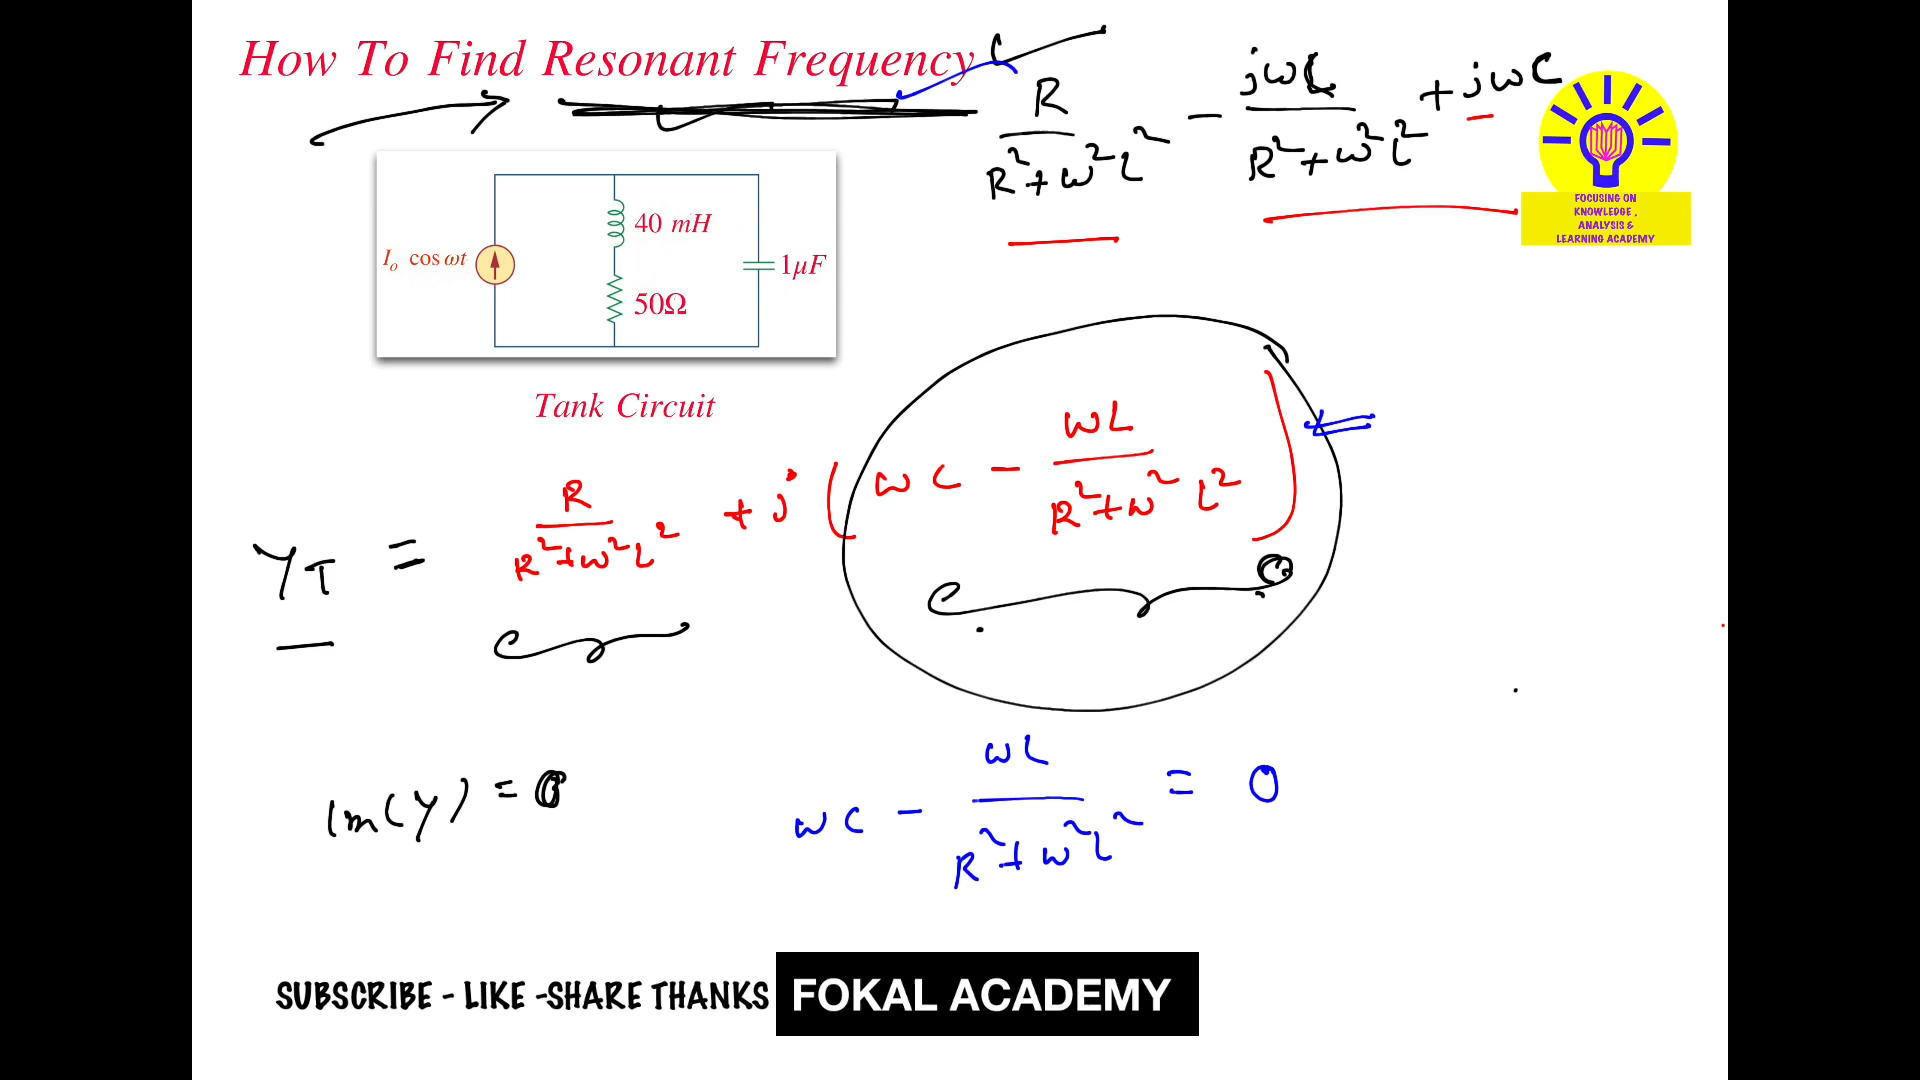 How To Find Resonant Frequency
R / R²+ω²L² - jωL / R²+ω²L² + jωC
FOCUSING ON
KNOWLEDGE ,
ANALYSIS &
LEARNING ACADEMY
40 mH
I₀ cos ωt
1μF
50Ω
Tank Circuit
Y_T = R / R²+ω²L² + j ( ωC - ωL / R²+ω²L² )
Im(Y) = 0
ωC - ωL / R²+ω²L² = 0
SUBSCRIBE - LIKE -SHARE THANKS
FOKAL ACADEMY